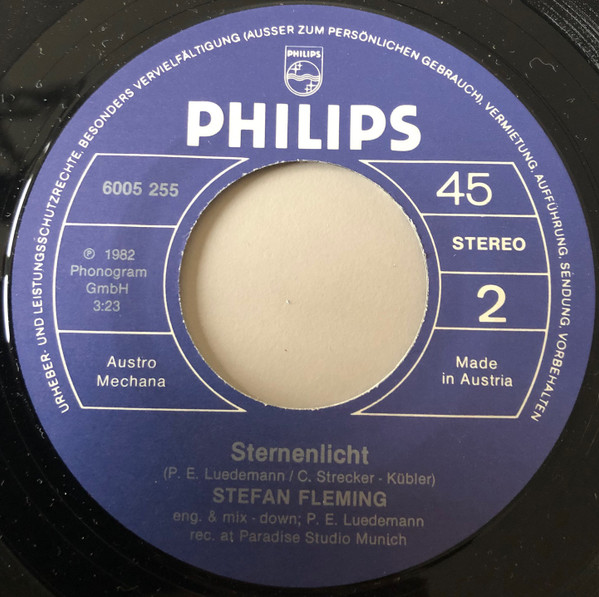 URHEBER- UND LEISTUNGSSCHUTZRECHTE, BESONDERS VERVIELFÄLTIGUNG (AUSSER ZUM PERSÖNLICHEN GEBRAUCH), VERMIETUNG, AUFFÜHRUNG, SENDUNG, VORBEHALTEN
PHILIPS
PHILIPS
6005 255
45
STEREO
℗ 1982
Phonogram
GmbH
3:23
2
Austro
Mechana
Made
in Austria
Sternenlicht
(P. E. Luedemann / C. Strecker - Kübler)
STEFAN FLEMING
eng. & mix - down; P. E. Luedemann
rec. at Paradise Studio Munich